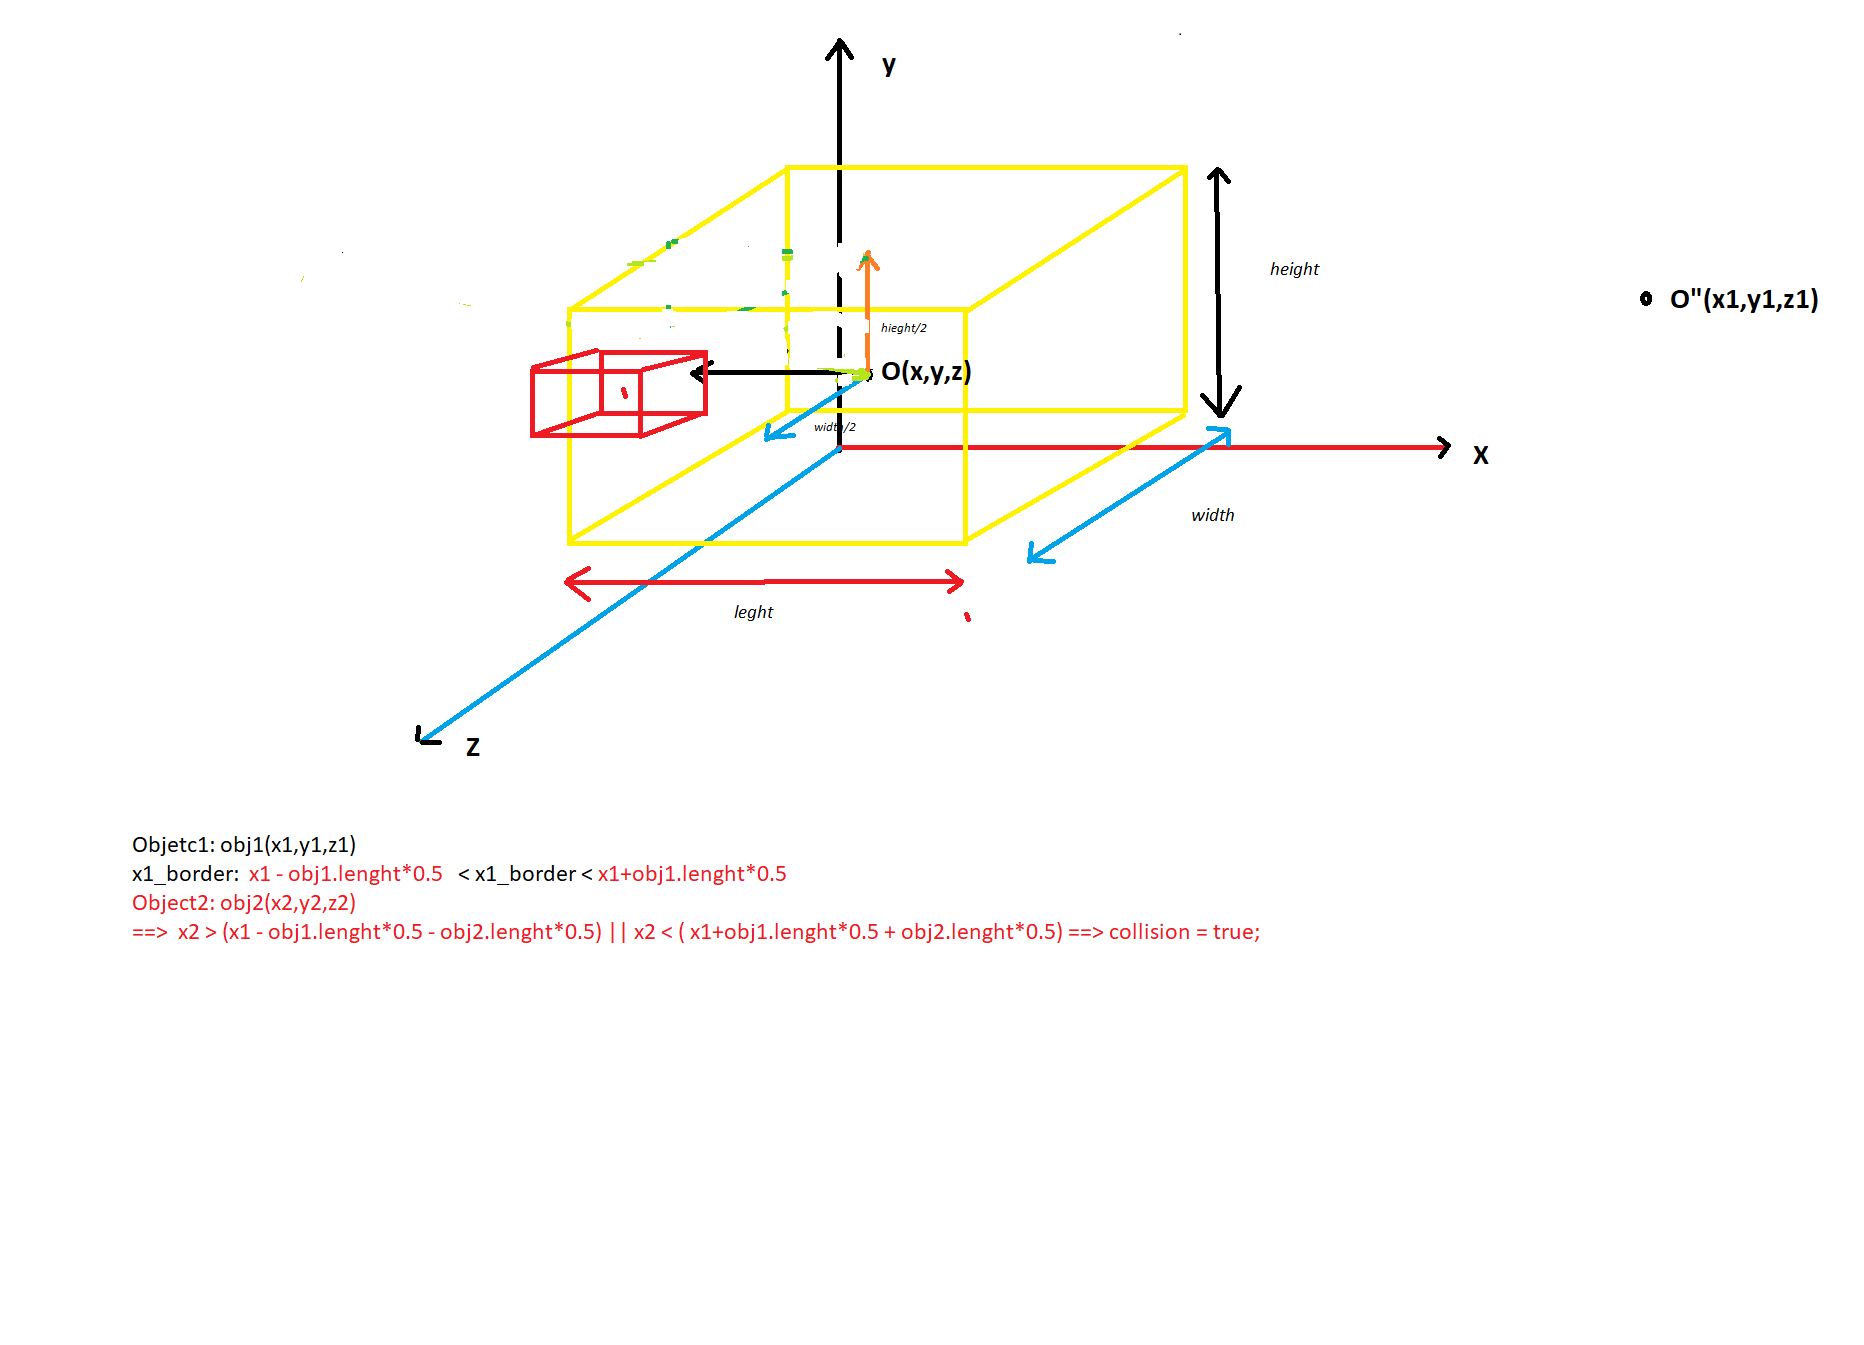 y
height
O"(x1,y1,z1)
hieght/2
O(x,y,z)
width/2
X
width
leght
Z
Objetc1: obj1(x1,y1,z1)
x1_border: x1 - obj1.lenght*0.5 < x1_border < x1+obj1.lenght*0.5
Object2: obj2(x2,y2,z2)
==> x2 > (x1 - obj1.lenght*0.5 - obj2.lenght*0.5) || x2 < ( x1+obj1.lenght*0.5 + obj2.lenght*0.5) ==> collision = true;